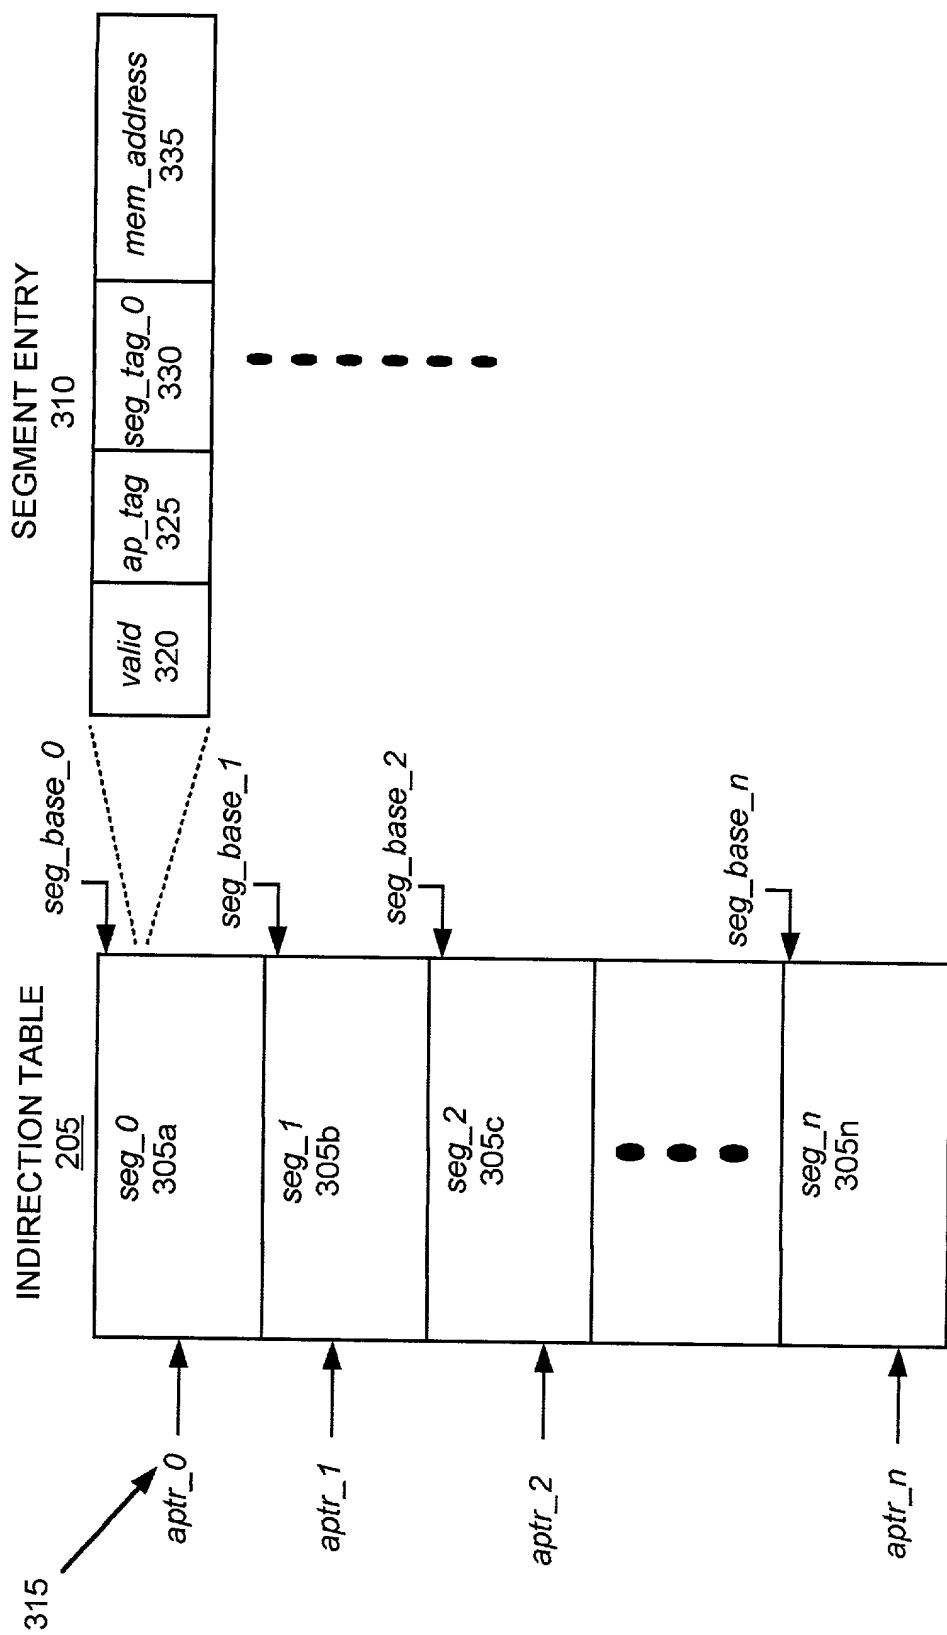 INDIRECTION TABLE
205
SEGMENT ENTRY
310
315
seg_0
305a
seg_1
305b
seg_2
305c
seg_n
305n
aptr_0
aptr_1
aptr_2
aptr_n
seg_base_0
seg_base_1
seg_base_2
seg_base_n
valid
320
ap_tag
325
seg_tag_0
330
mem_address
335